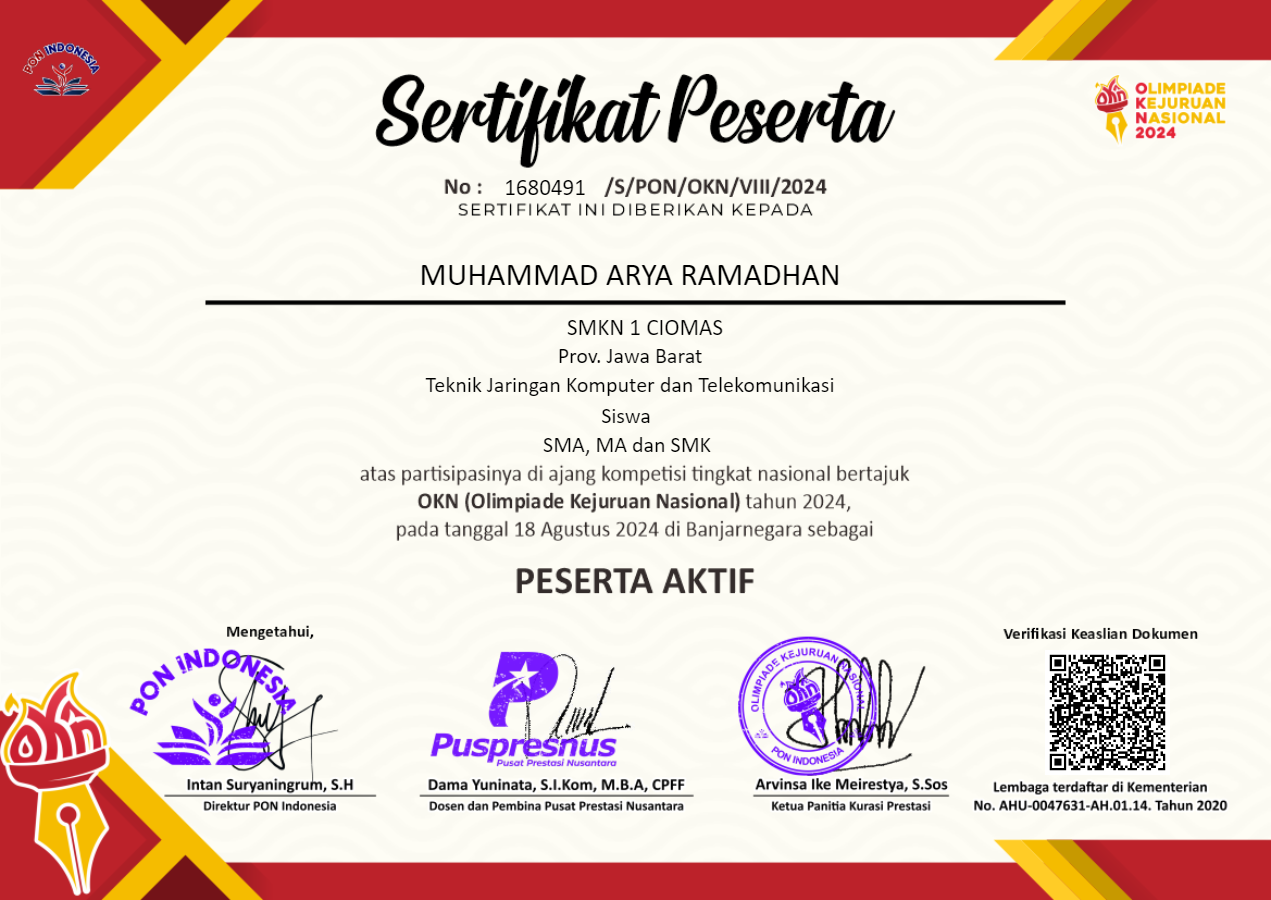 PON INDONESIA
OLIMPIADE
KEJURUAN
NASIONAL
2024
okn
Sertifikat Peserta
No : 1680491 /S/PON/OKN/VIII/2024
SERTIFIKAT INI DIBERIKAN KEPADA
MUHAMMAD ARYA RAMADHAN
SMKN 1 CIOMAS
Prov. Jawa Barat
Teknik Jaringan Komputer dan Telekomunikasi
Siswa
SMA, MA dan SMK
atas partisipasinya di ajang kompetisi tingkat nasional bertajuk
OKN (Olimpiade Kejuruan Nasional) tahun 2024,
pada tanggal 18 Agustus 2024 di Banjarnegara sebagai
PESERTA AKTIF
Mengetahui,
PON INDONESIA
Intan Suryaningrum, S.H
Direktur PON Indonesia
Puspresnus
Pusat Prestasi Nusantara
Dama Yuninata, S.I.Kom, M.B.A, CPFF
Dosen dan Pembina Pusat Prestasi Nusantara
OLIMPIADE KEJURUAN NASIONAL
okn
PON INDONESIA
Arvinsa Ike Meirestya, S.Sos
Ketua Panitia Kurasi Prestasi
Verifikasi Keaslian Dokumen
Lembaga terdaftar di Kementerian
No. AHU-0047631-AH.01.14. Tahun 2020
okn